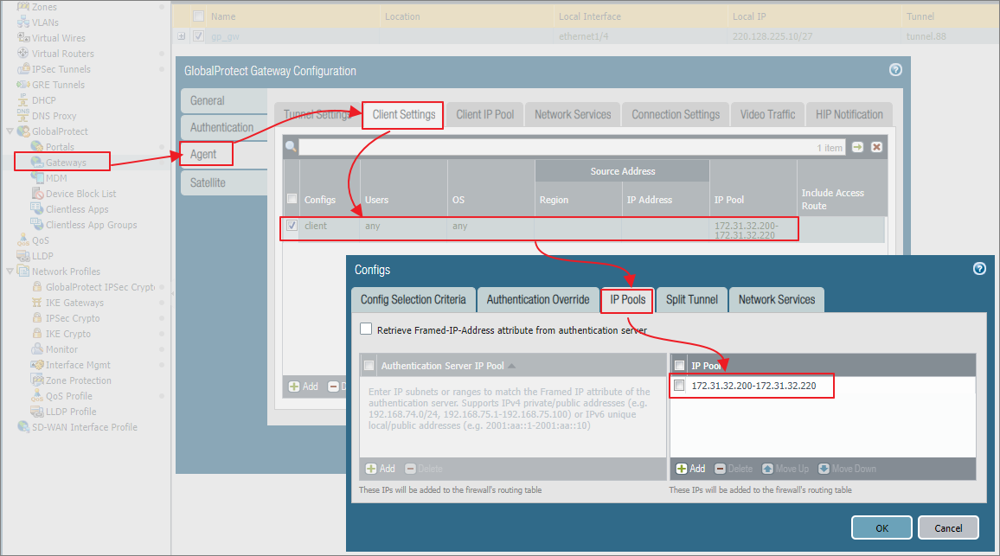 Zones
VLANs
Virtual Wires
Virtual Routers
IPSec Tunnels
GRE Tunnels
DHCP
DNS Proxy
GlobalProtect
Portals
Gateways
MDM
Device Block List
Clientless Apps
Clientless App Groups
QoS
LLDP
Network Profiles
GlobalProtect IPSec Crypto
IKE Gateways
IPSec Crypto
IKE Crypto
Monitor
Interface Mgmt
Zone Protection
QoS Profile
LLDP Profile
SD-WAN Interface Profile
Name Location Local Interface Local IP Tunnel
gp_gw ethernet1/4 220.128.225.10/27 tunnel.88
GlobalProtect Gateway Configuration
General
Authentication
Agent
Satellite
Tunnel Settings Client Settings Client IP Pool Network Services Connection Settings Video Traffic HIP Notification
1 item
Source Address
Configs Users OS Region IP Address IP Pool Include Access
Route
client any any 172.31.32.200-
172.31.32.220
Add D
Configs
Config Selection Criteria Authentication Override IP Pools Split Tunnel Network Services
Retrieve Framed-IP-Address attribute from authentication server
Authentication Server IP Pool
Enter IP subnets or ranges to match the Framed IP attribute of the
authentication server. Supports IPv4 private/public addresses (e.g.
192.168.74.0/24, 192.168.75.1-192.168.75.100) or IPv6 unique
local/public addresses (e.g. 2001:aa::1-2001:aa::10)
Add Delete
These IPs will be added to the firewall's routing table
IP Pool
172.31.32.200-172.31.32.220
Add Delete Move Up Move Down
These IPs will be added to the firewall's routing table
OK Cancel